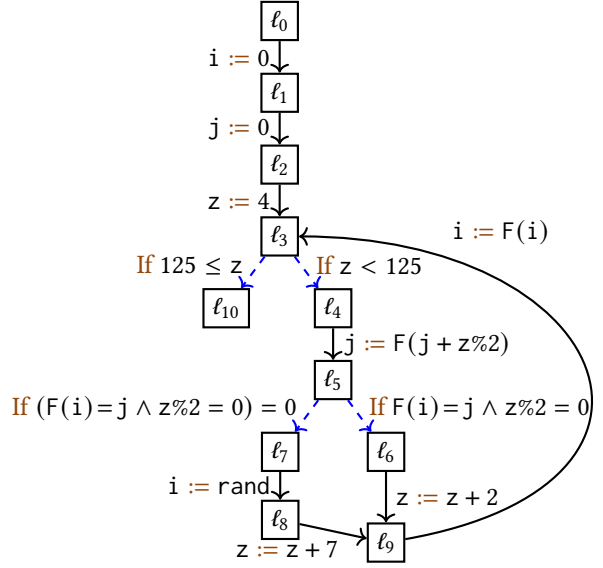 ℓ0
i := 0
ℓ1
j := 0
ℓ2
z := 4
ℓ3
i := F(i)
If 125 ≤ z
If z < 125
ℓ10
ℓ4
j := F(j + z%2)
ℓ5
If (F(i)=j ∧ z%2 = 0) = 0
If F(i)=j ∧ z%2 = 0
ℓ7
ℓ6
i := rand
z := z + 2
ℓ8
ℓ9
z := z + 7